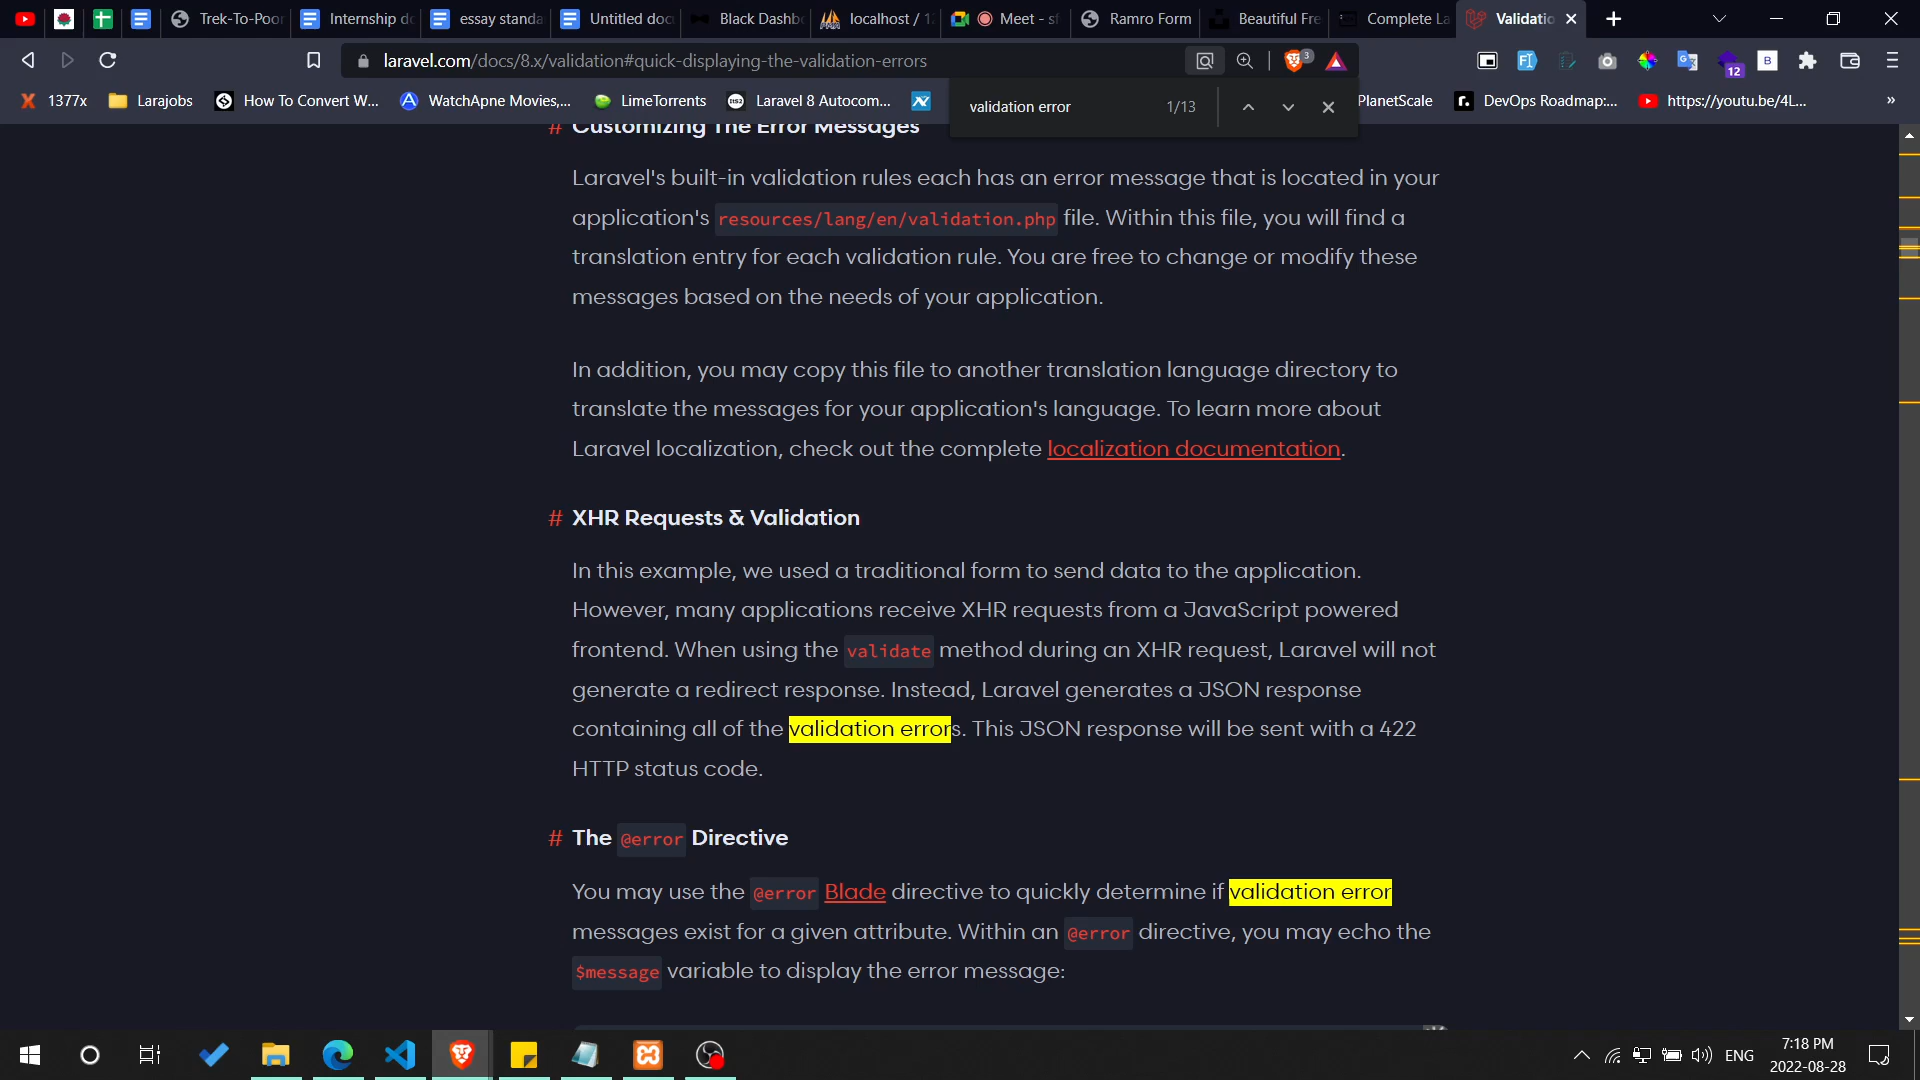 Trek-To-Poor
Internship do
essay standa
Untitled docu
Black Dashbo
localhost / 12
Meet - sf
Ramro Form
Beautiful Fre
Complete La
Validatio
laravel.com/docs/8.x/validation#quick-displaying-the-validation-errors
3
12
B
1377x
Larajobs
How To Convert W...
WatchApne Movies,...
LimeTorrents
Laravel 8 Autocom...
PlanetScale
DevOps Roadmap:...
https://youtu.be/4L...
»
validation error
1/13
# Customizing The Error Messages
Laravel's built-in validation rules each has an error message that is located in your
application's resources/lang/en/validation.php file. Within this file, you will find a
translation entry for each validation rule. You are free to change or modify these
messages based on the needs of your application.
In addition, you may copy this file to another translation language directory to
translate the messages for your application's language. To learn more about
Laravel localization, check out the complete localization documentation.
# XHR Requests & Validation
In this example, we used a traditional form to send data to the application.
However, many applications receive XHR requests from a JavaScript powered
frontend. When using the validate method during an XHR request, Laravel will not
generate a redirect response. Instead, Laravel generates a JSON response
containing all of the validation errors. This JSON response will be sent with a 422
HTTP status code.
# The @error Directive
You may use the @error Blade directive to quickly determine if validation error
messages exist for a given attribute. Within an @error directive, you may echo the
$message variable to display the error message:
ENG
7:18 PM
2022-08-28